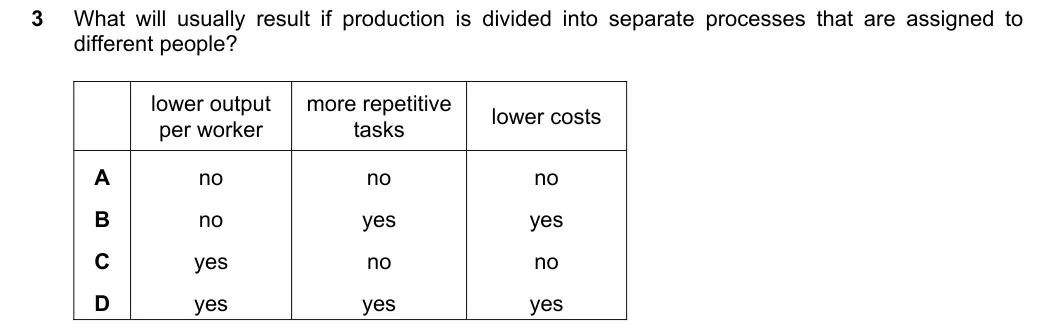 3 What will usually result if production is divided into separate processes that are assigned to
different people?
lower output per worker more repetitive tasks lower costs
A no no no
B no yes yes
C yes no no
D yes yes yes